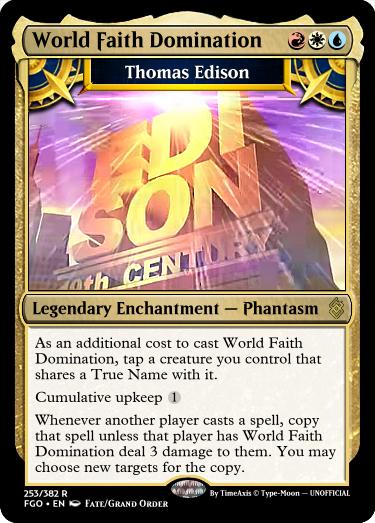 World Faith Domination
Thomas Edison
EDI
SON
CENTURY
Legendary Enchantment — Phantasm
As an additional cost to cast World Faith
Domination, tap a creature you control that
shares a True Name with it.
Cumulative upkeep 1
Whenever another player casts a spell, copy
that spell unless that player has World Faith
Domination deal 3 damage to them. You may
choose new targets for the copy.
253/382 R
FGO • EN Fate/Grand Order
By TimeAxis © Type-Moon — UNOFFICIAL